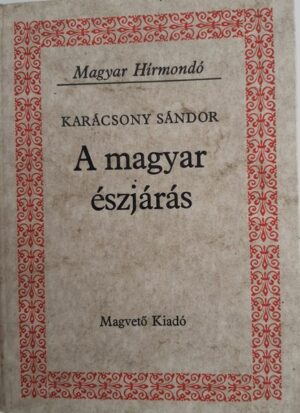 Magyar Hírmondó
KARÁCSONY SÁNDOR
A magyar
észjárás
Magvető Kiadó